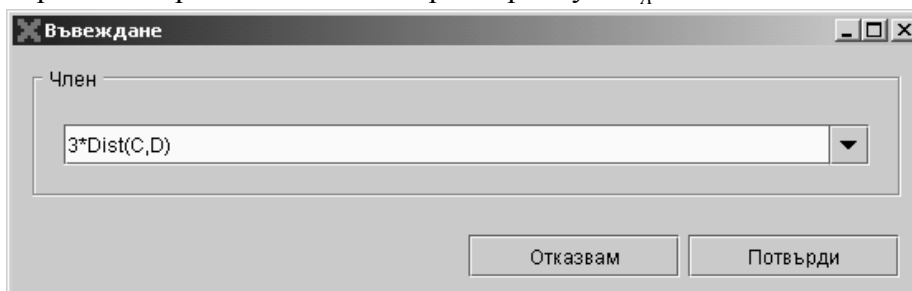 Въвеждане
Член
3*Dist(C,D)
Отказвам
Потвърди